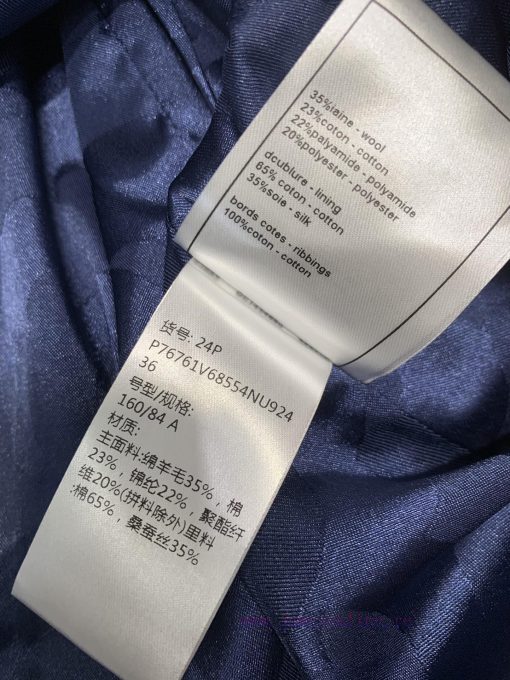 35%laine - wool
23%coton - cotton
22%palyamide - polyamide
20%polyester - polyester
dcublure - lining
65% coton - cotton
35%soie - silk
bords cotes - ribbings
100%coton - cotton
货号: 24P
P76761V68554NU924
36
号型/规格:
160/84 A
材质:
主面料:绵羊毛35%，棉
23%，锦纶22%，聚酯纤
维20%(拼料除外)里料
:棉65%，桑蚕丝35%